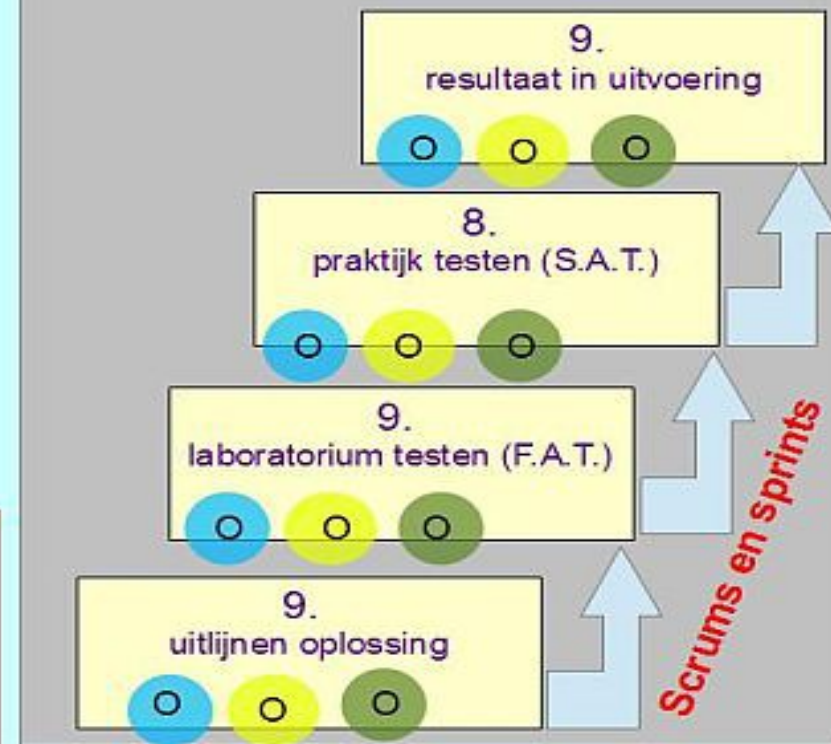 9.
resultaat in uitvoering
O O O
8.
praktijk testen (S.A.T.)
O O O
9.
laboratorium testen (F.A.T.)
O O O
9.
uitlijnen oplossing
O O O
Scrums en sprints